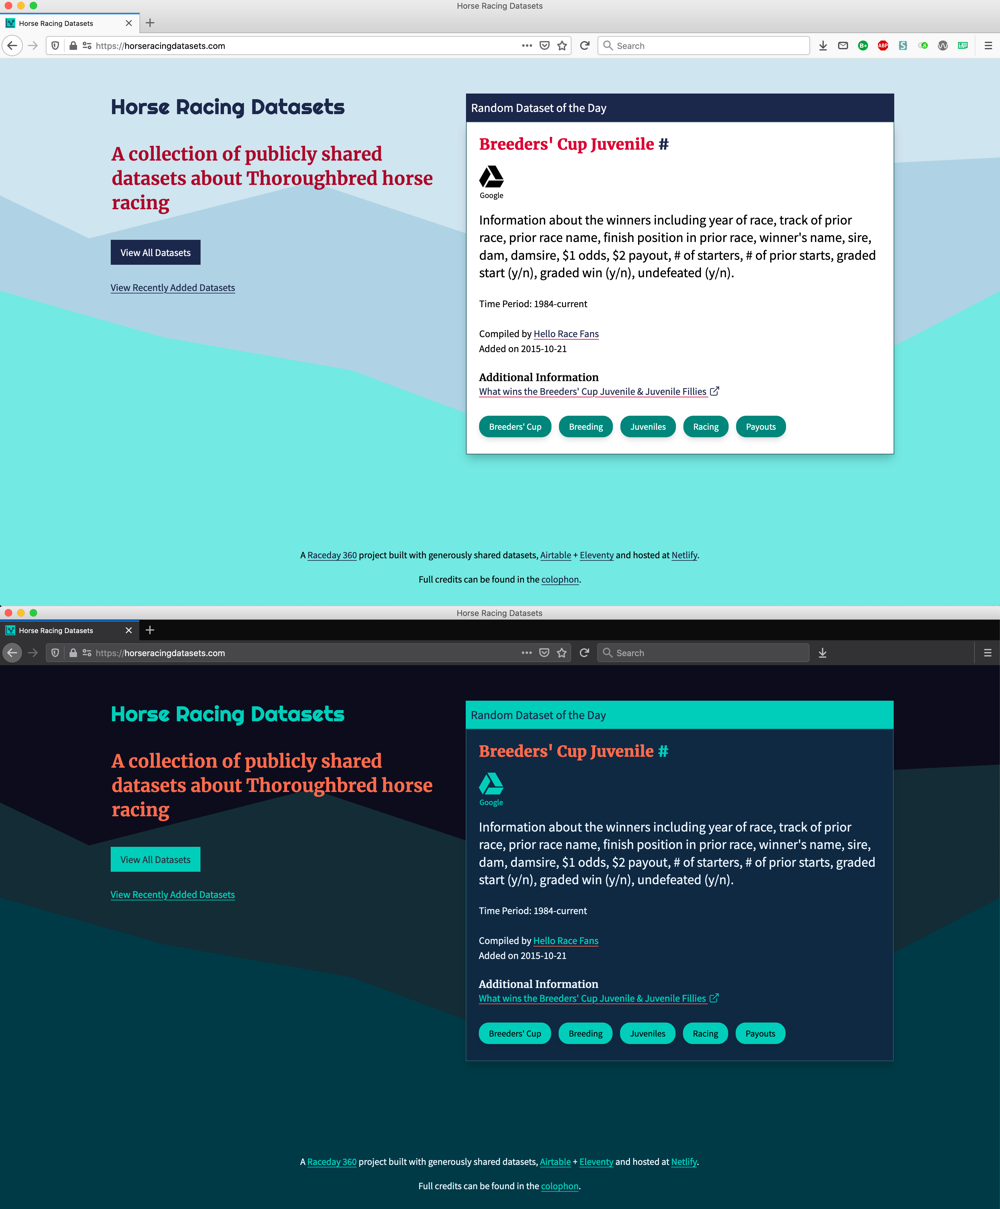 Horse Racing Datasets
Horse Racing Datasets
https://horseracingdatasets.com
Search
ABP
Horse Racing Datasets
A collection of publicly shared
datasets about Thoroughbred horse
racing
View All Datasets
View Recently Added Datasets
Random Dataset of the Day
Breeders' Cup Juvenile #
Google
Information about the winners including year of race, track of prior
race, prior race name, finish position in prior race, winner's name, sire,
dam, damsire, $1 odds, $2 payout, # of starters, # of prior starts, graded
start (y/n), graded win (y/n), undefeated (y/n).
Time Period: 1984-current
Compiled by Hello Race Fans
Added on 2015-10-21
Additional Information
What wins the Breeders' Cup Juvenile & Juvenile Fillies
Breeders' Cup
Breeding
Juveniles
Racing
Payouts
A Raceday 360 project built with generously shared datasets, Airtable + Eleventy and hosted at Netlify.
Full credits can be found in the colophon.
Horse Racing Datasets
Horse Racing Datasets
https://horseracingdatasets.com
Search
Horse Racing Datasets
A collection of publicly shared
datasets about Thoroughbred horse
racing
View All Datasets
View Recently Added Datasets
Random Dataset of the Day
Breeders' Cup Juvenile #
Google
Information about the winners including year of race, track of prior
race, prior race name, finish position in prior race, winner's name, sire,
dam, damsire, $1 odds, $2 payout, # of starters, # of prior starts, graded
start (y/n), graded win (y/n), undefeated (y/n).
Time Period: 1984-current
Compiled by Hello Race Fans
Added on 2015-10-21
Additional Information
What wins the Breeders' Cup Juvenile & Juvenile Fillies
Breeders' Cup
Breeding
Juveniles
Racing
Payouts
A Raceday 360 project built with generously shared datasets, Airtable + Eleventy and hosted at Netlify.
Full credits can be found in the colophon.